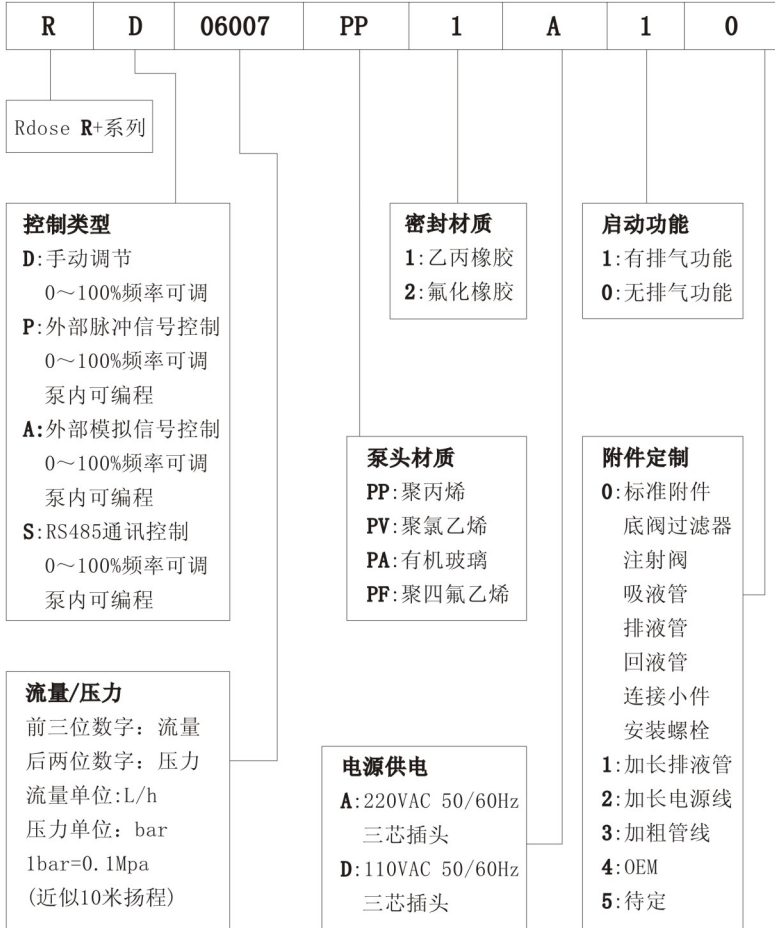 R D 06007 PP 1 A 1 0
Rdose R+系列
控制类型
D:手动调节
0～100%频率可调
P:外部脉冲信号控制
0～100%频率可调
泵内可编程
A:外部模拟信号控制
0～100%频率可调
泵内可编程
S:RS485通讯控制
0～100%频率可调
泵内可编程
密封材质
1:乙丙橡胶
2:氟化橡胶
启动功能
1:有排气功能
0:无排气功能
泵头材质
PP:聚丙烯
PV:聚氯乙烯
PA:有机玻璃
PF:聚四氟乙烯
附件定制
0:标准附件
底阀过滤器
注射阀
吸液管
排液管
回液管
连接小件
安装螺栓
1:加长排液管
2:加长电源线
3:加粗管线
4:OEM
5:待定
流量/压力
前三位数字：流量
后两位数字：压力
流量单位:L/h
压力单位：bar
1bar=0.1Mpa
(近似10米扬程)
电源供电
A:220VAC 50/60Hz
三芯插头
D:110VAC 50/60Hz
三芯插头